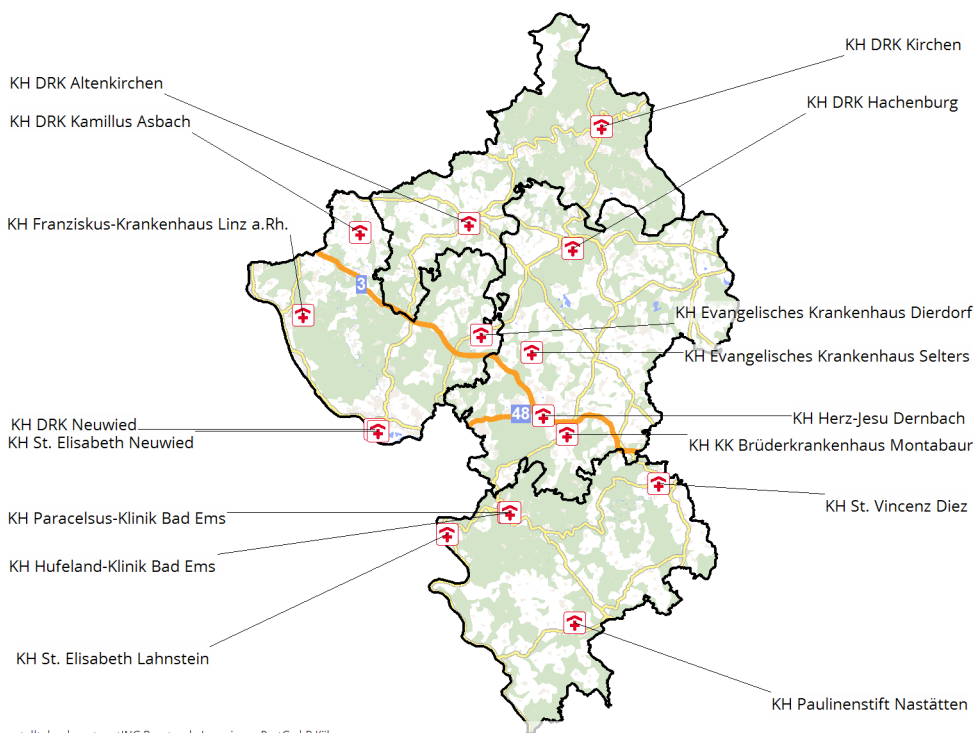 KH DRK Kirchen
KH DRK Altenkirchen
KH DRK Hachenburg
KH DRK Kamillus Asbach
KH Franziskus-Krankenhaus Linz a.Rh.
3
KH Evangelisches Krankenhaus Dierdorf
KH Evangelisches Krankenhaus Selters
48
KH DRK Neuwied
KH Herz-Jesu Dernbach
KH St. Elisabeth Neuwied
KH KK Brüderkrankenhaus Montabaur
KH St. Vincenz Diez
KH Paracelsus-Klinik Bad Ems
KH Hufeland-Klinik Bad Ems
KH St. Elisabeth Lahnstein
KH Paulinenstift Nastätten